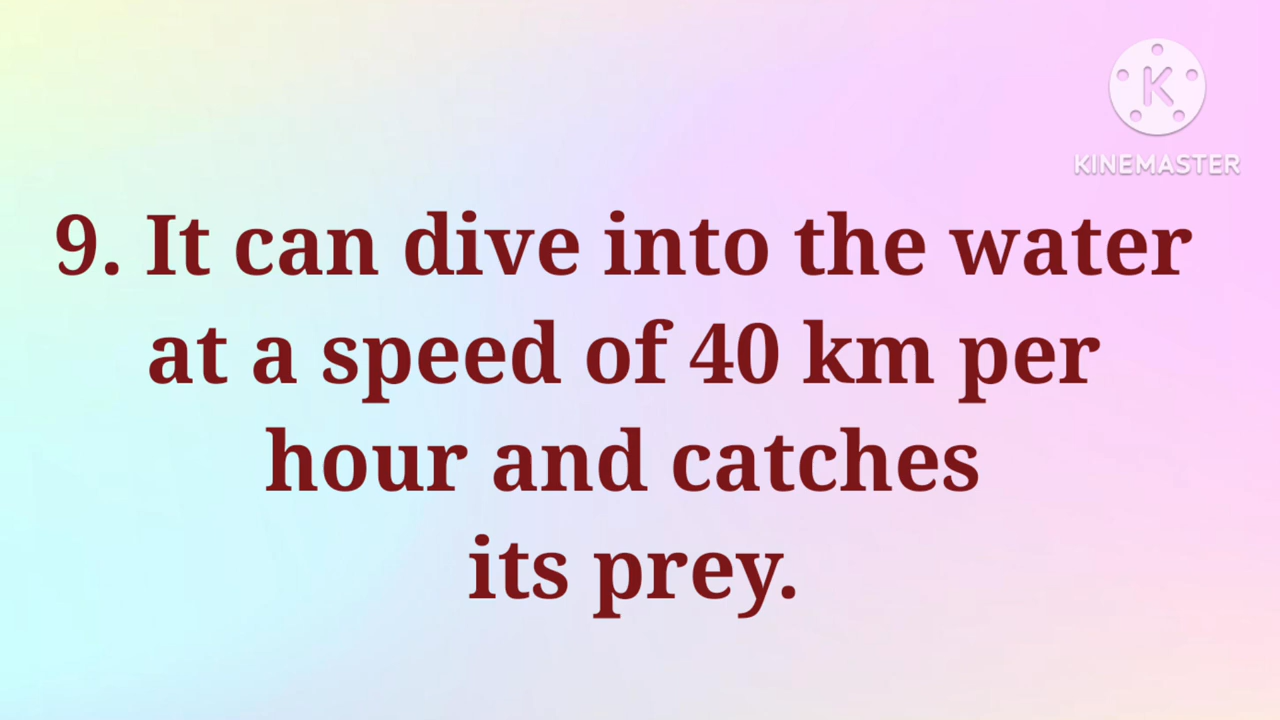 K
KINEMASTER
9. It can dive into the water
at a speed of 40 km per
hour and catches
its prey.